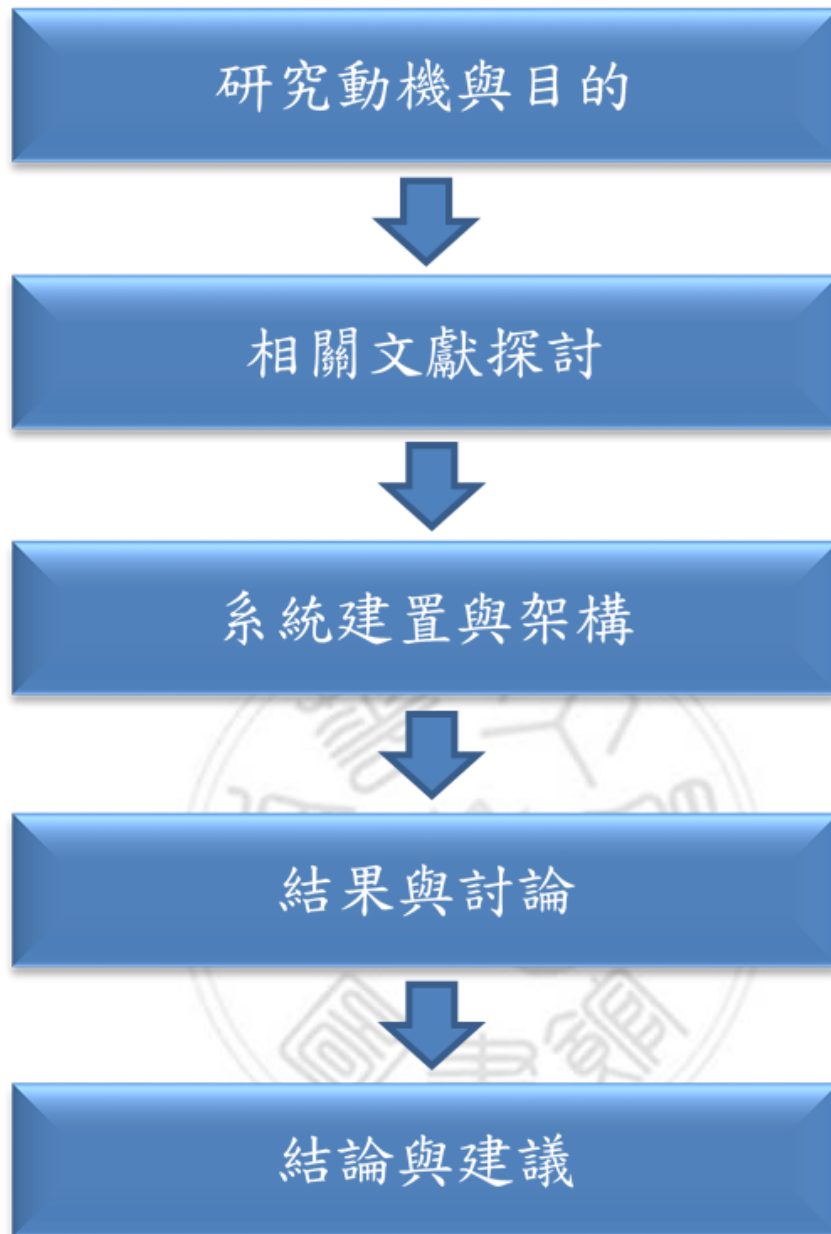 研究動機與目的
相關文獻探討
系統建置與架構
結果與討論
結論與建議